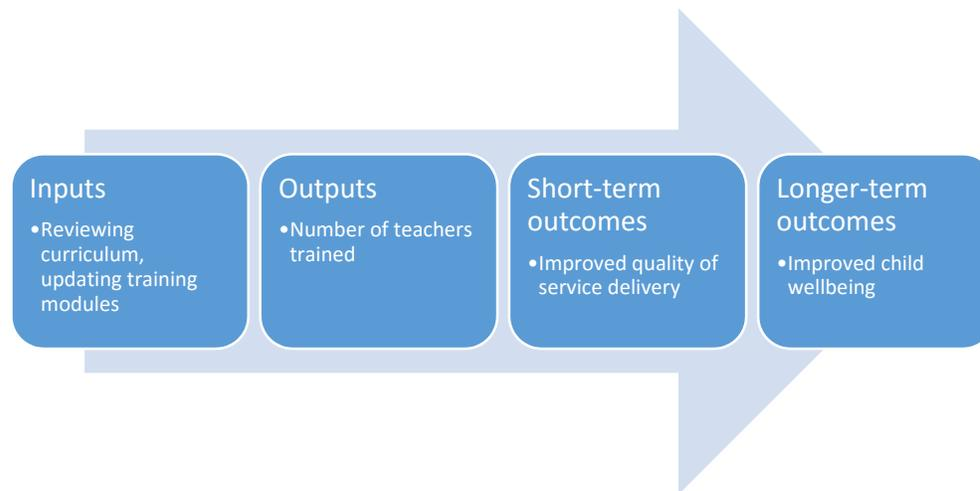 Inputs
•Reviewing
curriculum,
updating training
modules
Outputs
•Number of teachers
trained
Short-term
outcomes
•Improved quality of
service delivery
Longer-term
outcomes
•Improved child
wellbeing